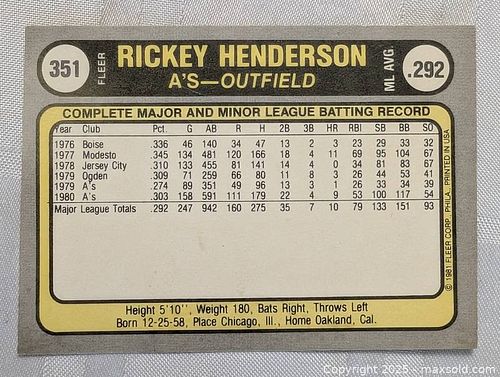 351 FLEER RICKEY HENDERSON ML AVG. .292
A'S—OUTFIELD
COMPLETE MAJOR AND MINOR LEAGUE BATTING RECORD
Year Club Pct. G AB R H 2B 3B HR RBI SB BB SO
1976 Boise .336 46 140 34 47 13 2 3 23 29 33 32
1977 Modesto .345 134 481 120 166 18 4 11 69 95 104 67
1978 Jersey City .310 133 455 81 141 14 4 0 34 81 83 67
1979 Ogden .309 71 259 66 80 11 8 3 26 44 53 41
1979 A's .274 89 351 49 96 13 3 1 26 33 34 39
1980 A's .303 158 591 111 179 22 4 9 53 100 117 54
Major League Totals .292 247 942 160 275 35 7 10 79 133 151 93
© 1981 FLEER CORP. PHILA. PRINTED IN USA
Height 5'10'', Weight 180, Bats Right, Throws Left
Born 12-25-58, Place Chicago, Ill., Home Oakland, Cal.
Copyright 2025 - maxsold.com